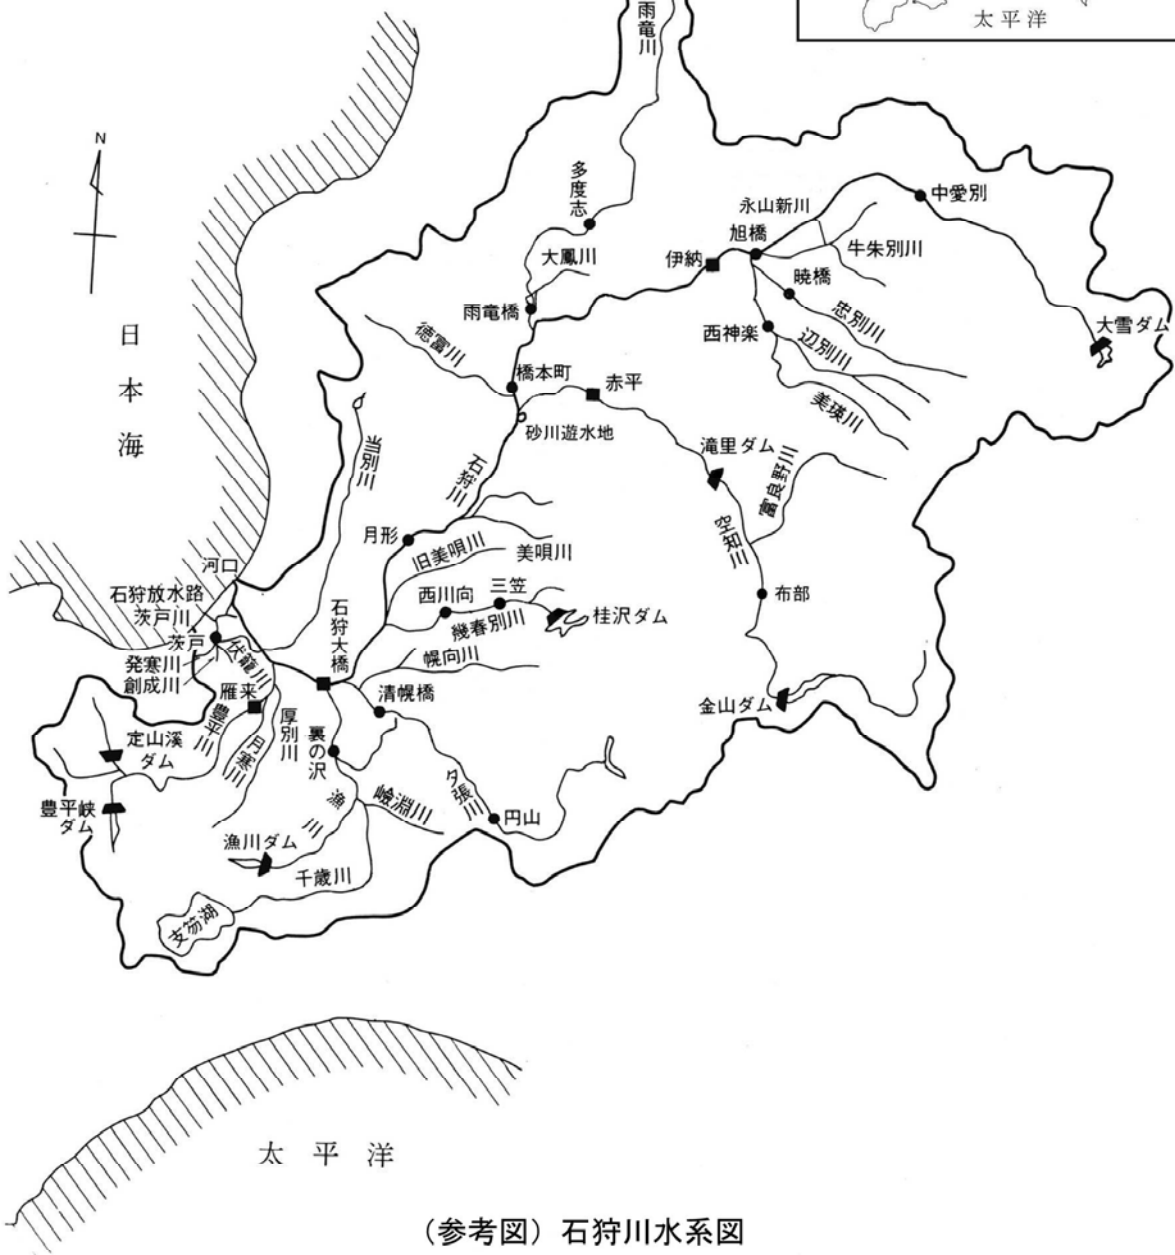 雨竜川
太平洋
N
多度志
中愛別
永山新川
旭橋
牛朱別川
大鳳川
伊納
暁橋
雨竜橋
忠別川
大雪ダム
西神楽
辺別川
徳富川
日本海
橋本町
赤平
美瑛川
砂川遊水地
当別川
滝里ダム
石狩川
富良野川
空知川
月形
旧美唄川
美唄川
河口
石狩放水路
西川向
三笠
布部
茨戸川
石狩大橋
幾春別川
桂沢ダム
茨戸
伏籠川
幌向川
発寒川
創成川
雁来
清幌橋
金山ダム
豊平川
厚別川
裏の沢
定山渓
ダム
月寒川
夕張川
豊平峡
ダム
漁川
嶮淵川
円山
漁川ダム
千歳川
支笏湖
太平洋
（参考図）石狩川水系図